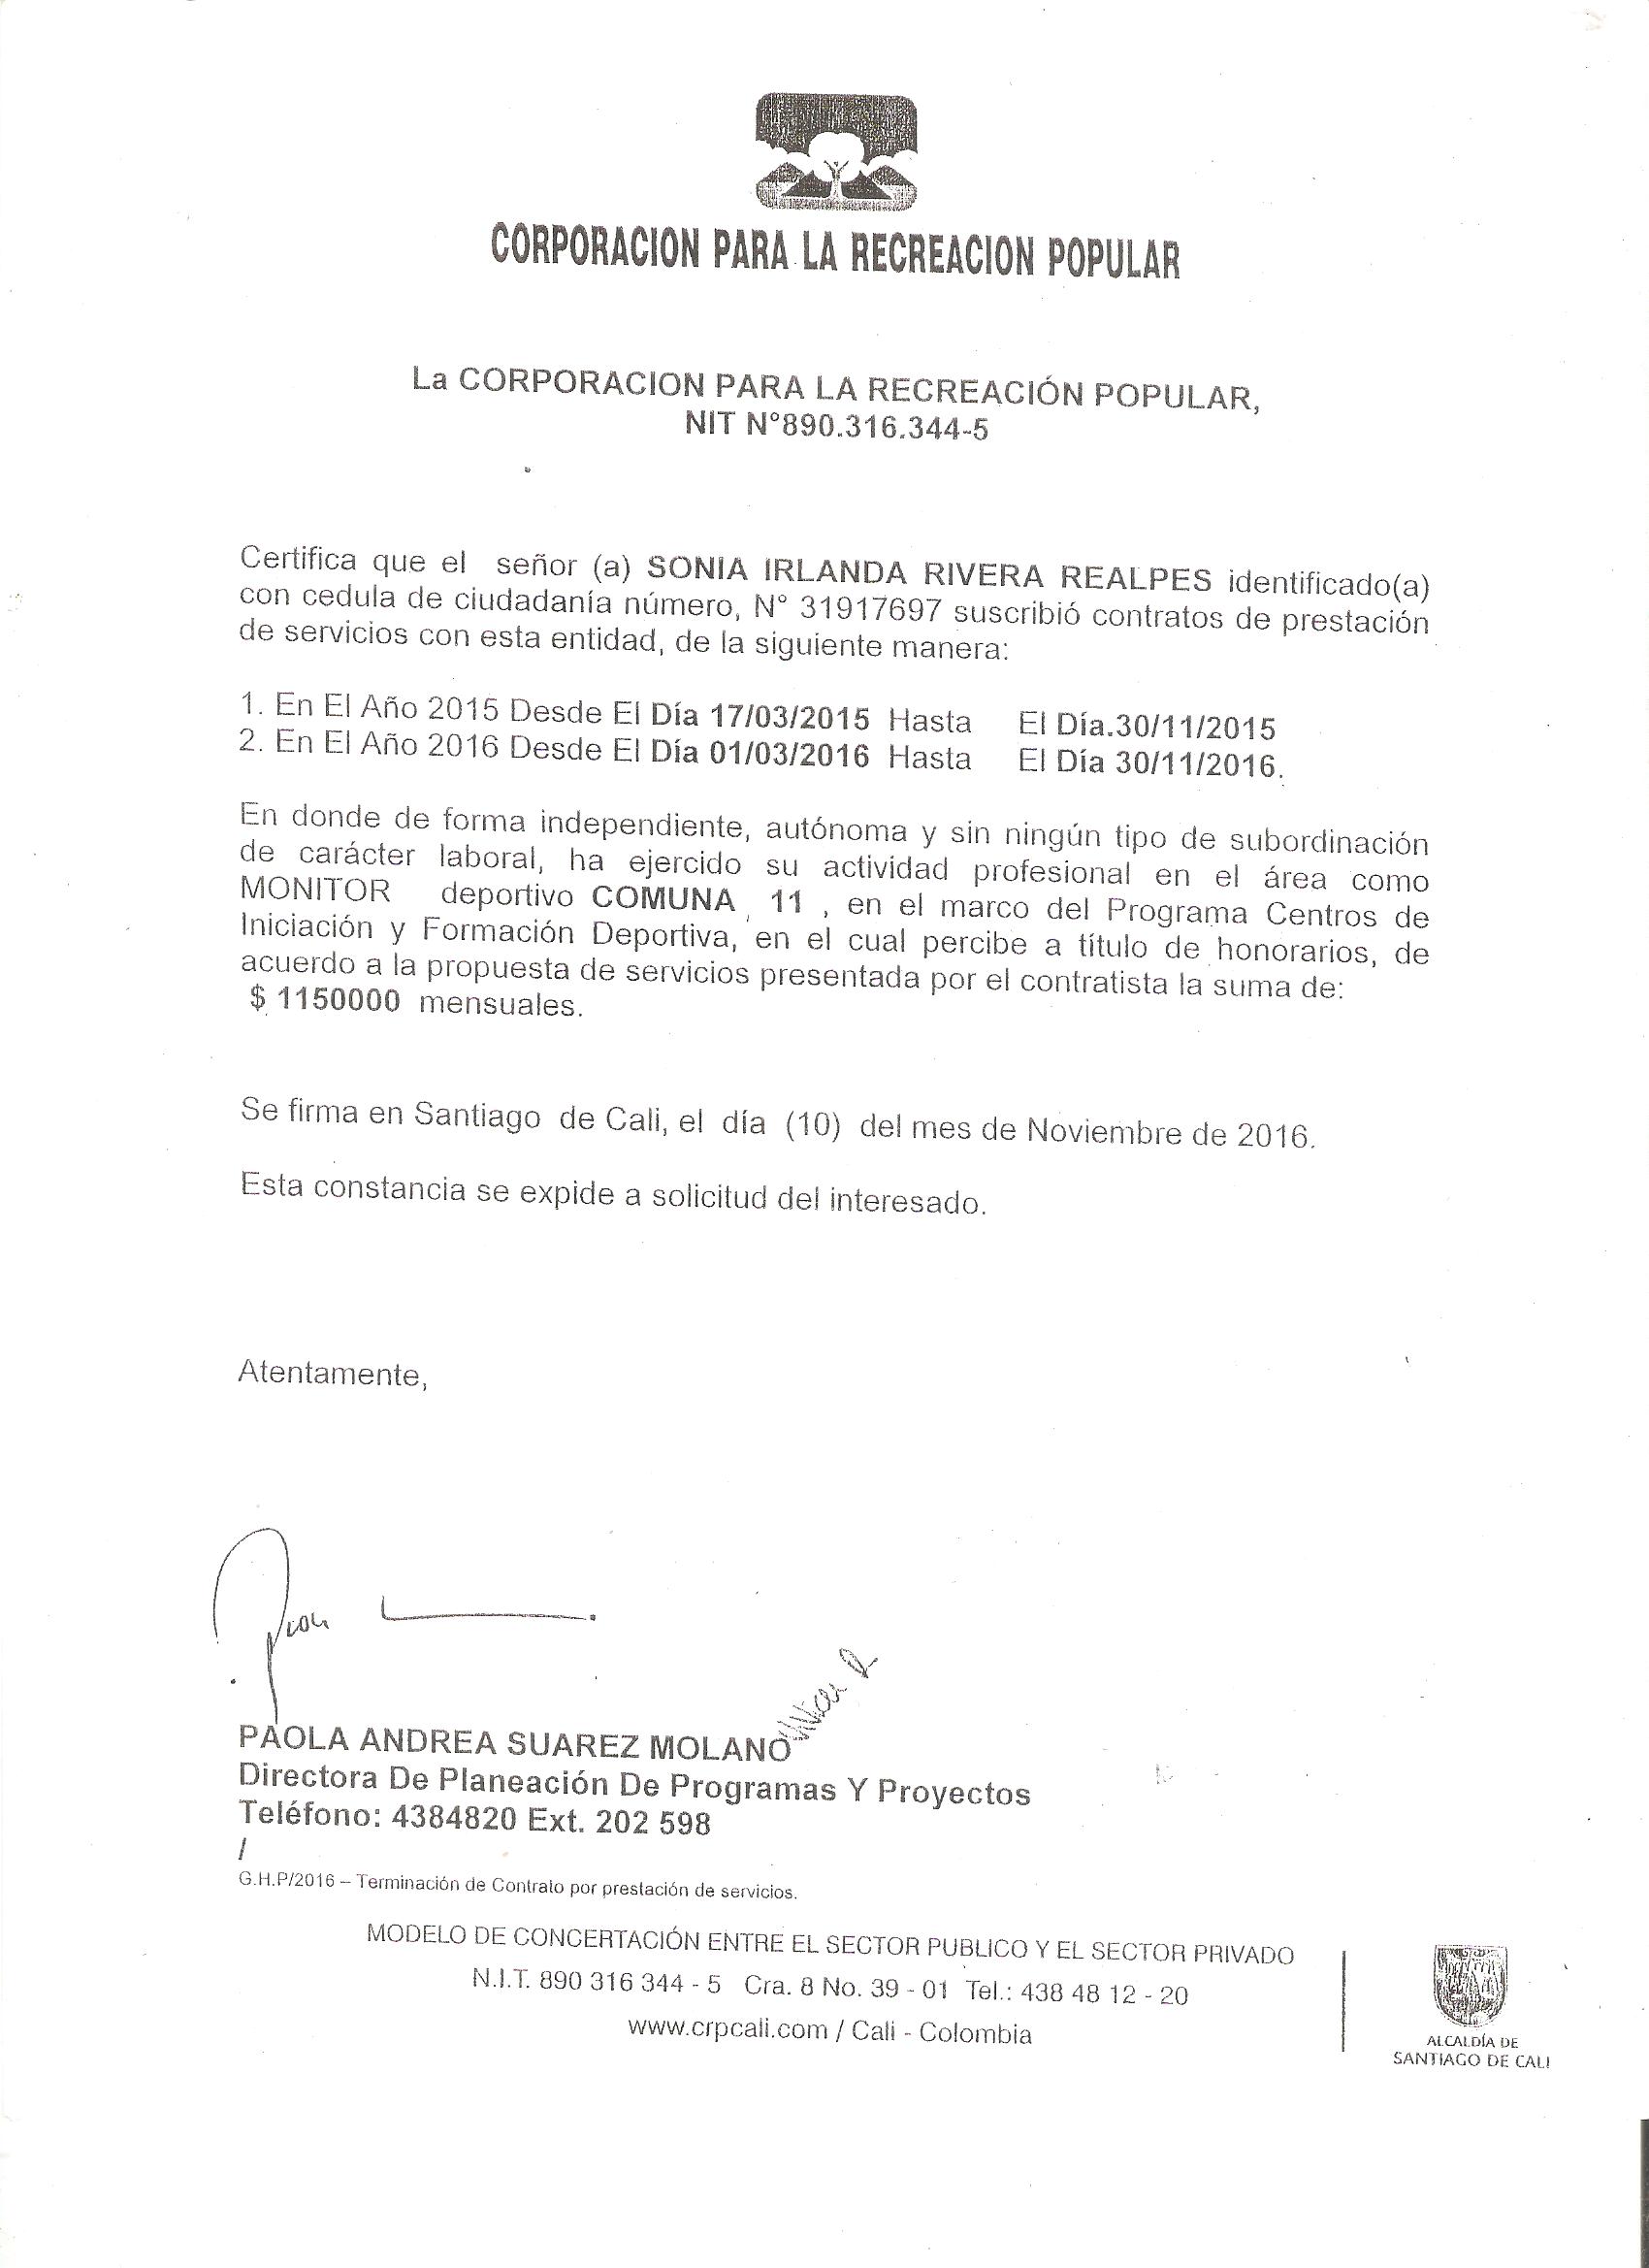 CORPORACION PARA LA RECREACION POPULAR
La CORPORACION PARA LA RECREACIÓN POPULAR,
NIT N°890.316.344-5
Certifica que el señor (a) SONIA IRLANDA RIVERA REALPES identificado(a)
con cedula de ciudadanía número, N° 31917697 suscribió contratos de prestación
de servicios con esta entidad, de la siguiente manera:
1. En El Año 2015 Desde El Día 17/03/2015 Hasta El Día.30/11/2015
2. En El Año 2016 Desde El Día 01/03/2016 Hasta El Día 30/11/2016.
En donde de forma independiente, autónoma y sin ningún tipo de subordinación
de carácter laboral, ha ejercido su actividad profesional en el área como
MONITOR deportivo COMUNA 11 , en el marco del Programa Centros de
Iniciación y Formación Deportiva, en el cual percibe a título de honorarios, de
acuerdo a la propuesta de servicios presentada por el contratista la suma de:
$ 1150000 mensuales.
Se firma en Santiago de Cali, el día (10) del mes de Noviembre de 2016.
Esta constancia se expide a solicitud del interesado.
Atentamente,
PAOLA ANDREA SUAREZ MOLANO
Directora De Planeación De Programas Y Proyectos
Teléfono: 4384820 Ext. 202 598
/
G.H.P/2016 – Terminación de Contrato por prestación de servicios.
MODELO DE CONCERTACIÓN ENTRE EL SECTOR PUBLICO Y EL SECTOR PRIVADO
N.I.T. 890 316 344 - 5 Cra. 8 No. 39 - 01 Tel.: 438 48 12 - 20
www.crpcali.com / Cali - Colombia
ALCALDÍA DE
SANTIAGO DE CALI